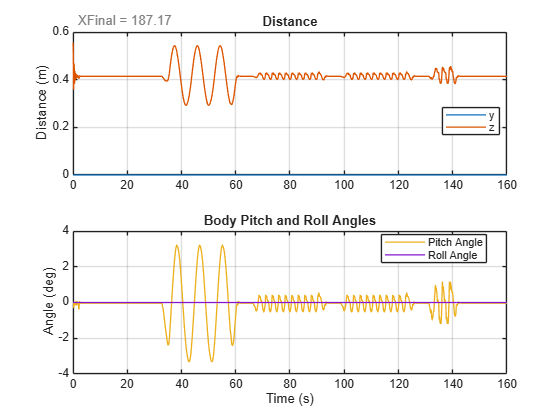 XFinal = 187.17
Distance
Distance (m)
0.6
0.4
0.2
0
y
z
0 20 40 60 80 100 120 140 160
Body Pitch and Roll Angles
Angle (deg)
4
2
0
-2
-4
Pitch Angle
Roll Angle
0 20 40 60 80 100 120 140 160
Time (s)